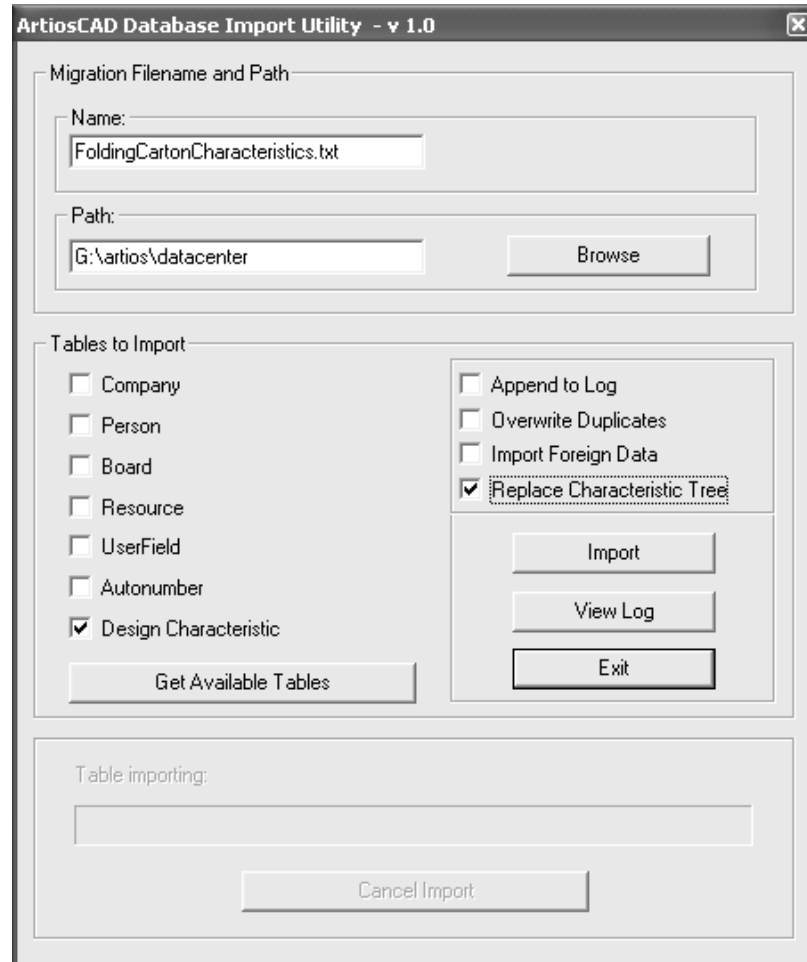 ArtiosCAD Database Import Utility - v 1.0
Migration Filename and Path
Name:
FoldingCartonCharacteristics.txt
Path:
G:\artios\datacenter
Browse
Tables to Import
Company
Person
Board
Resource
UserField
Autonumber
Design Characteristic
Get Available Tables
Append to Log
Overwrite Duplicates
Import Foreign Data
Replace Characteristic Tree
Import
View Log
Exit
Table importing:
Cancel Import